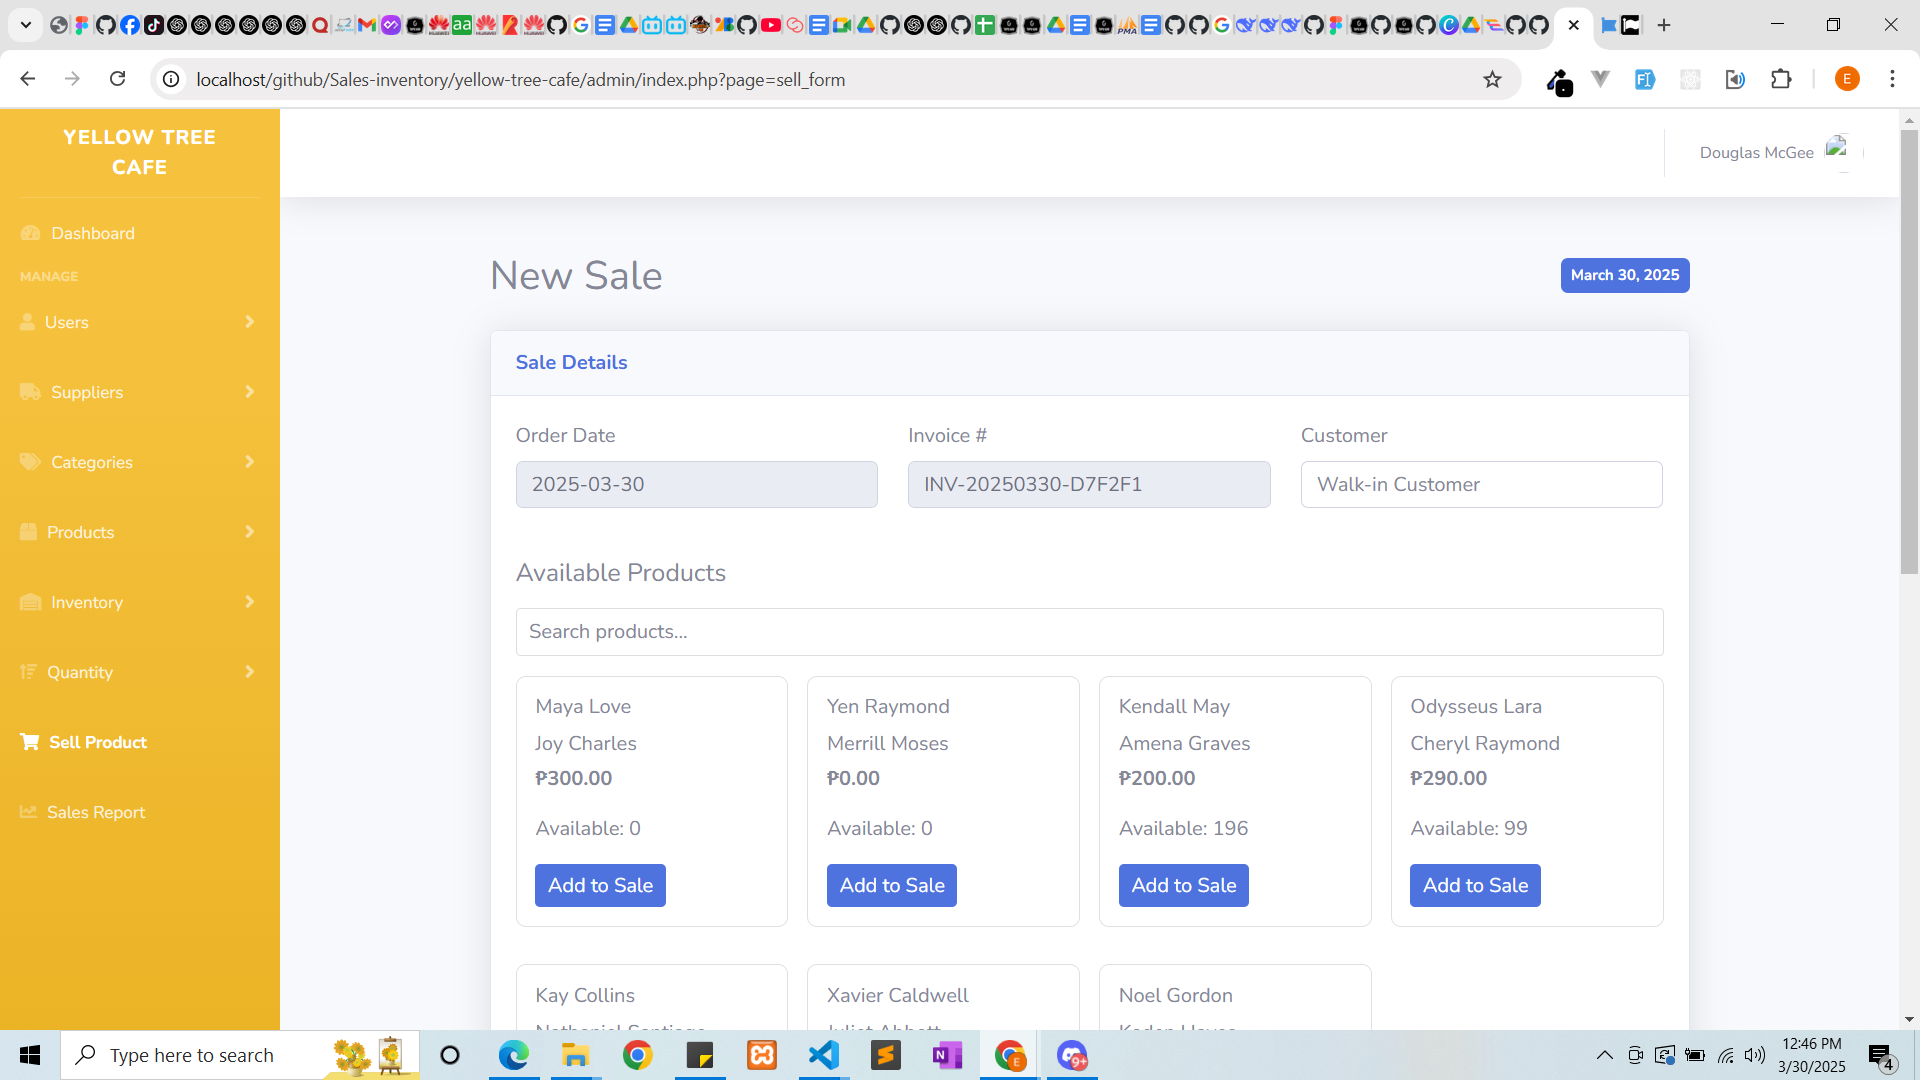 localhost/github/Sales-inventory/yellow-tree-cafe/admin/index.php?page=sell_form
E
YELLOW TREE
CAFE
Douglas McGee
Dashboard
MANAGE
Users
Suppliers
Categories
Products
Inventory
Quantity
Sell Product
Sales Report
New Sale
March 30, 2025
Sale Details
Order Date
Invoice #
Customer
2025-03-30
INV-20250330-D7F2F1
Walk-in Customer
Available Products
Search products...
Maya Love
Joy Charles
₱300.00
Available: 0
Add to Sale
Yen Raymond
Merrill Moses
₱0.00
Available: 0
Add to Sale
Kendall May
Amena Graves
₱200.00
Available: 196
Add to Sale
Odysseus Lara
Cheryl Raymond
₱290.00
Available: 99
Add to Sale
Kay Collins
Xavier Caldwell
Noel Gordon
Type here to search
9+
12:46 PM
3/30/2025
4